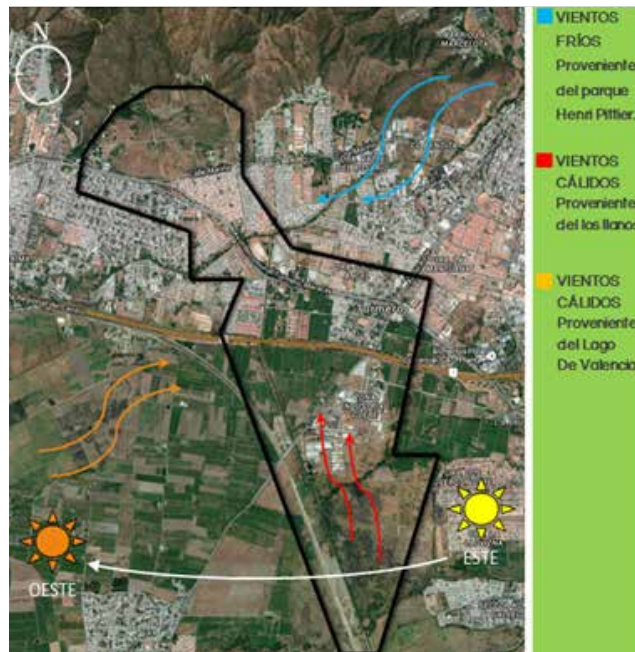 N
OESTE
ESTE
VIENTOS
FRÍOS
Proveniente
del parque
Henri Pittier.
VIENTOS
CÁLIDOS
Proveniente
del los llanos
VIENTOS
CÁLIDOS
Proveniente
del Lago
De Valencia